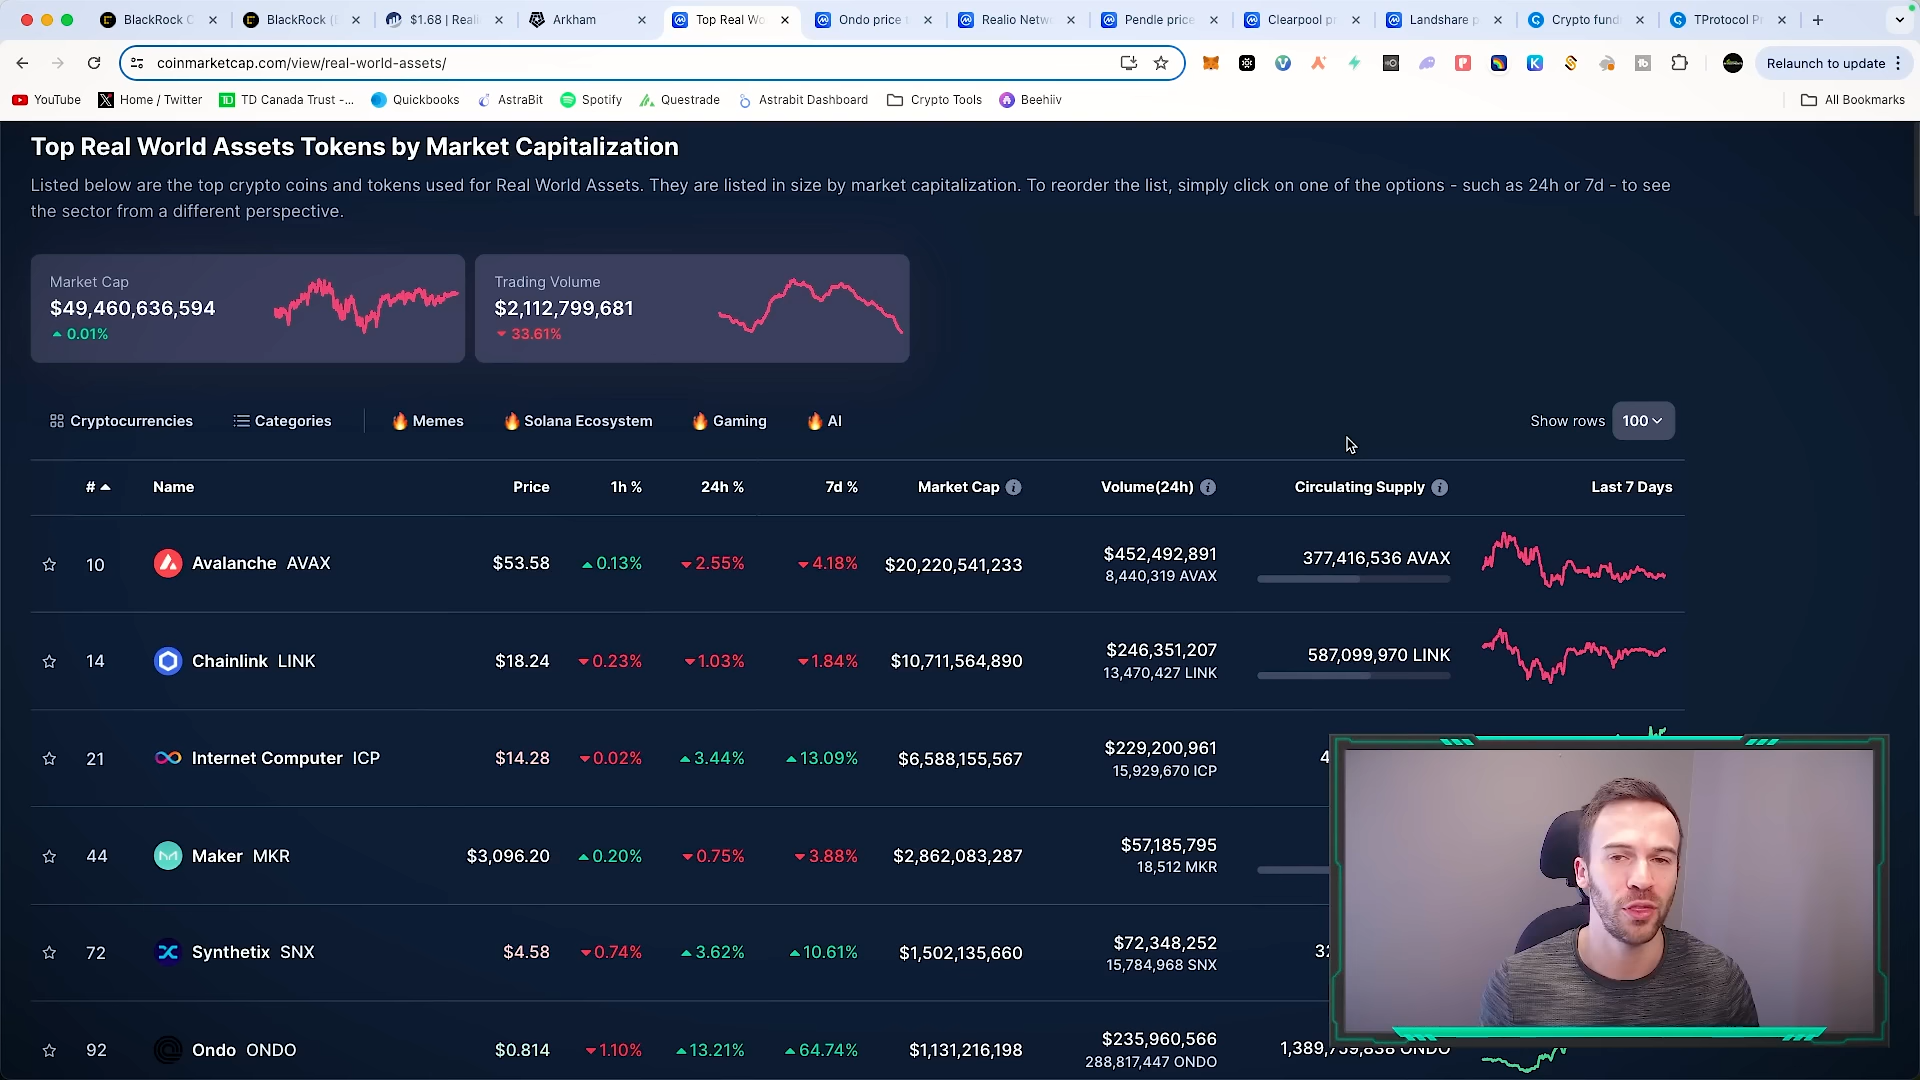 BlackRock C
BlackRock (B
$1.68 | Reali
Arkham
Top Real Wo
Ondo price t
Realio Netw
Pendle price
Clearpool pr
Landshare p
Crypto fund
TProtocol P
coinmarketcap.com/view/real-world-assets/
Relaunch to update
YouTube
Home / Twitter
TD Canada Trust -...
Quickbooks
AstraBit
Spotify
Questrade
Astrabit Dashboard
Crypto Tools
Beehiiv
All Bookmarks
Top Real World Assets Tokens by Market Capitalization
Listed below are the top crypto coins and tokens used for Real World Assets. They are listed in size by market capitalization. To reorder the list, simply click on one of the options - such as 24h or 7d - to see
the sector from a different perspective.
Market Cap
$49,460,636,594
0.01%
Trading Volume
$2,112,799,681
33.61%
Cryptocurrencies
Categories
Memes
Solana Ecosystem
Gaming
AI
Show rows
100
# Name Price 1h % 24h % 7d % Market Cap Volume(24h) Circulating Supply Last 7 Days
10 Avalanche AVAX $53.58 0.13% 2.55% 4.18% $20,220,541,233 $452,492,891 377,416,536 AVAX
8,440,319 AVAX
14 Chainlink LINK $18.24 0.23% 1.03% 1.84% $10,711,564,890 $246,351,207 587,099,970 LINK
13,470,427 LINK
21 Internet Computer ICP $14.28 0.02% 3.44% 13.09% $6,588,155,567 $229,200,961 4
15,929,670 ICP
44 Maker MKR $3,096.20 0.20% 0.75% 3.88% $2,862,083,287 $57,185,795
18,512 MKR
72 Synthetix SNX $4.58 0.74% 3.62% 10.61% $1,502,135,660 $72,348,252 32
15,784,968 SNX
92 Ondo ONDO $0.814 1.10% 13.21% 64.74% $1,131,216,198 $235,960,566 1,389,759,838 ONDO
288,817,447 ONDO